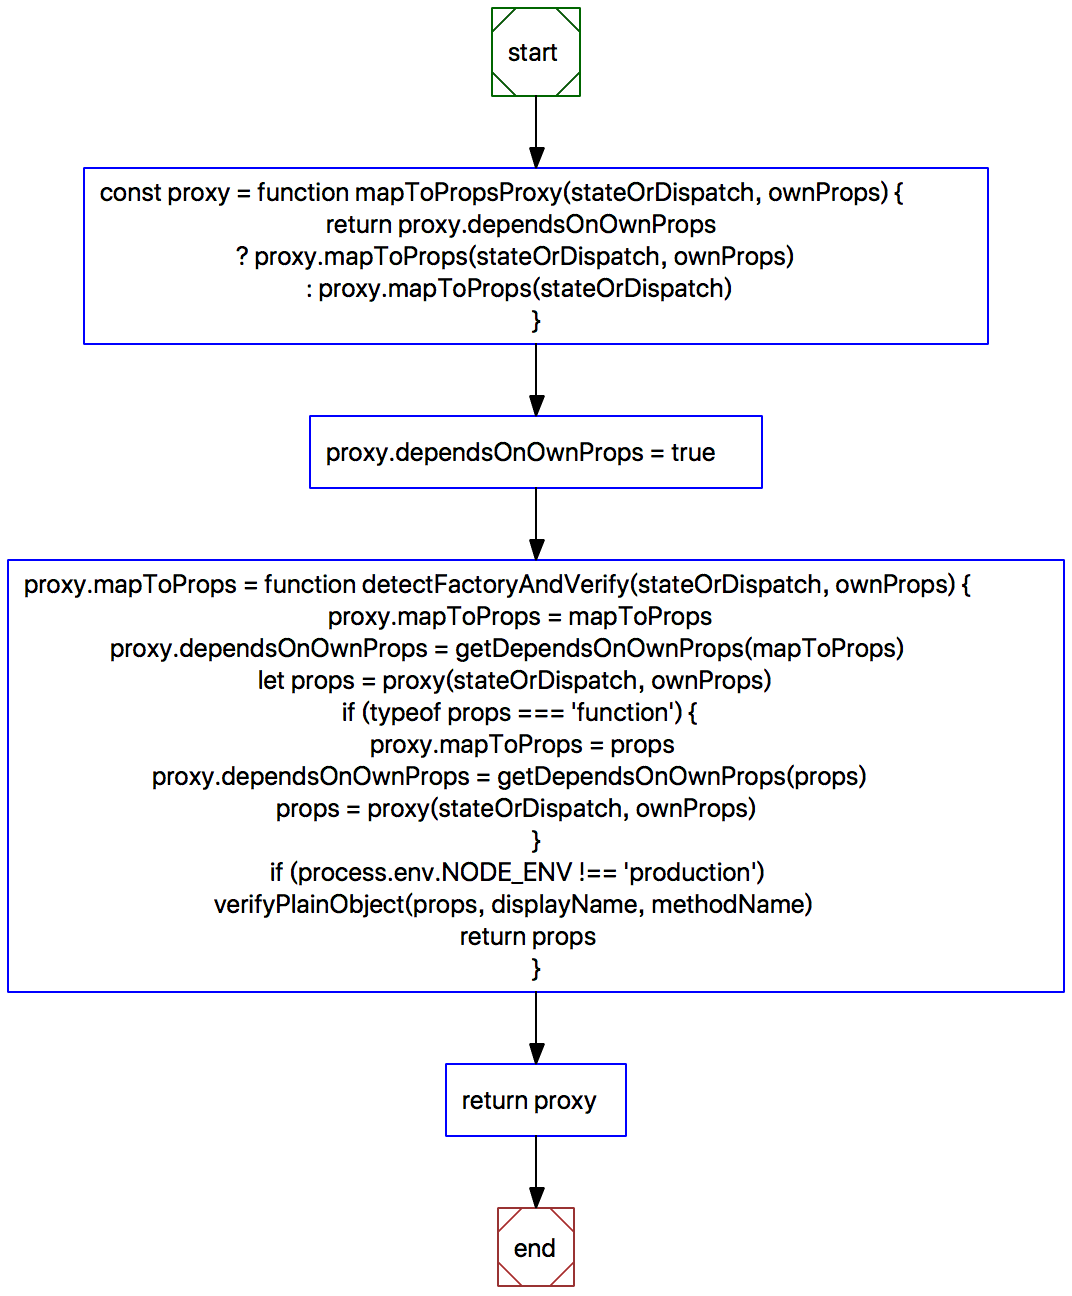 start
const proxy = function mapToPropsProxy(stateOrDispatch, ownProps) {
return proxy.dependsOnOwnProps
? proxy.mapToProps(stateOrDispatch, ownProps)
: proxy.mapToProps(stateOrDispatch)
}
proxy.dependsOnOwnProps = true
proxy.mapToProps = function detectFactoryAndVerify(stateOrDispatch, ownProps) {
proxy.mapToProps = mapToProps
proxy.dependsOnOwnProps = getDependsOnOwnProps(mapToProps)
let props = proxy(stateOrDispatch, ownProps)
if (typeof props === 'function') {
proxy.mapToProps = props
proxy.dependsOnOwnProps = getDependsOnOwnProps(props)
props = proxy(stateOrDispatch, ownProps)
}
if (process.env.NODE_ENV !== 'production')
verifyPlainObject(props, displayName, methodName)
return props
}
return proxy
end